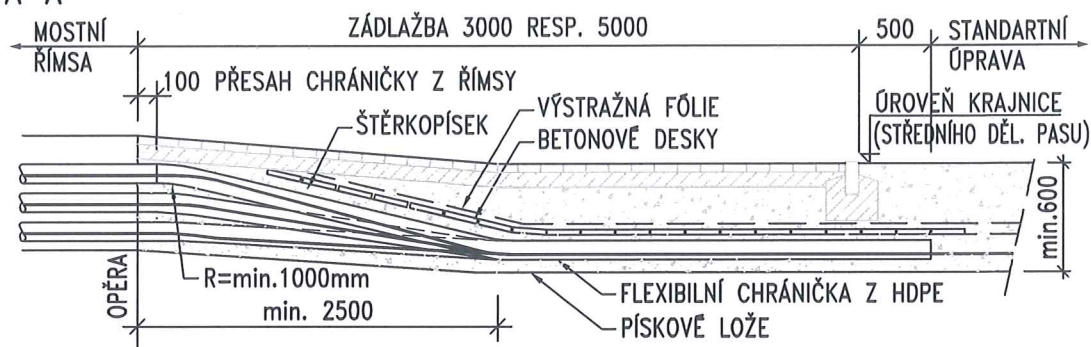 MOSTNÍ
ŘÍMSA
ZÁDLAŽBA 3000 RESP. 5000
500
STANDARTNÍ
ÚPRAVA
100 PŘESAH CHRÁNIČKY Z ŘÍMSY
VÝSTRAŽNÁ FÓLIE
ŠTĚRKOPÍSEK
BETONOVÉ DESKY
ÚROVEŇ KRAJNICE
(STŘEDNÍHO DĚL. PASU)
min.600
OPĚRA
R=min.1000mm
min. 2500
FLEXIBILNÍ CHRÁNIČKA Z HDPE
PÍSKOVÉ LOŽE